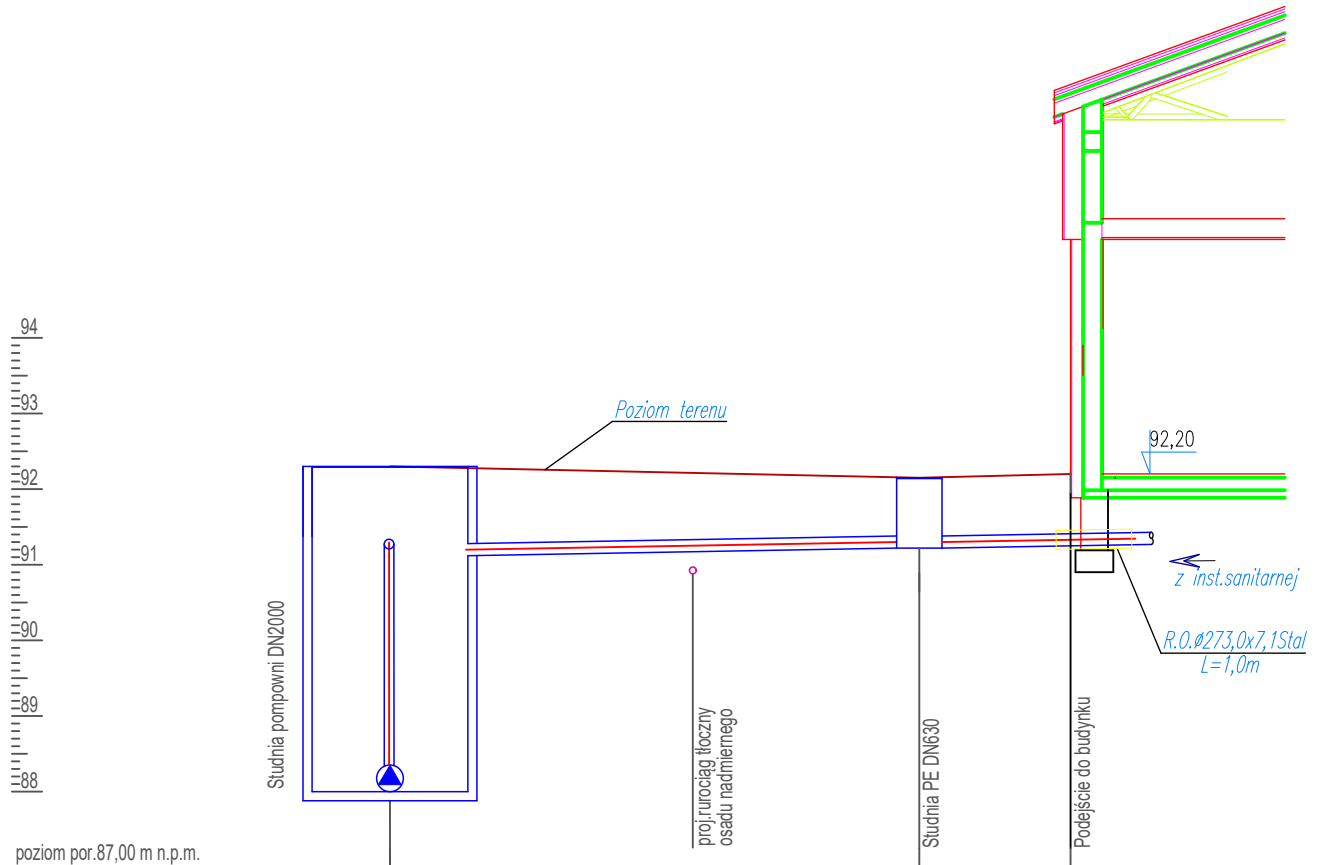 94
93
92
91
90
89
88
poziom por.87,00 m n.p.m.
Studnia pompowni DN2000
Poziom terenu
proj.rurociąg tłoczny
osadu nadmiernego
Studnia PE DN630
Podejście do budynku
92,20
z inst.sanitarnej
R.O.ø273,0x7,1Stal
L=1,0m